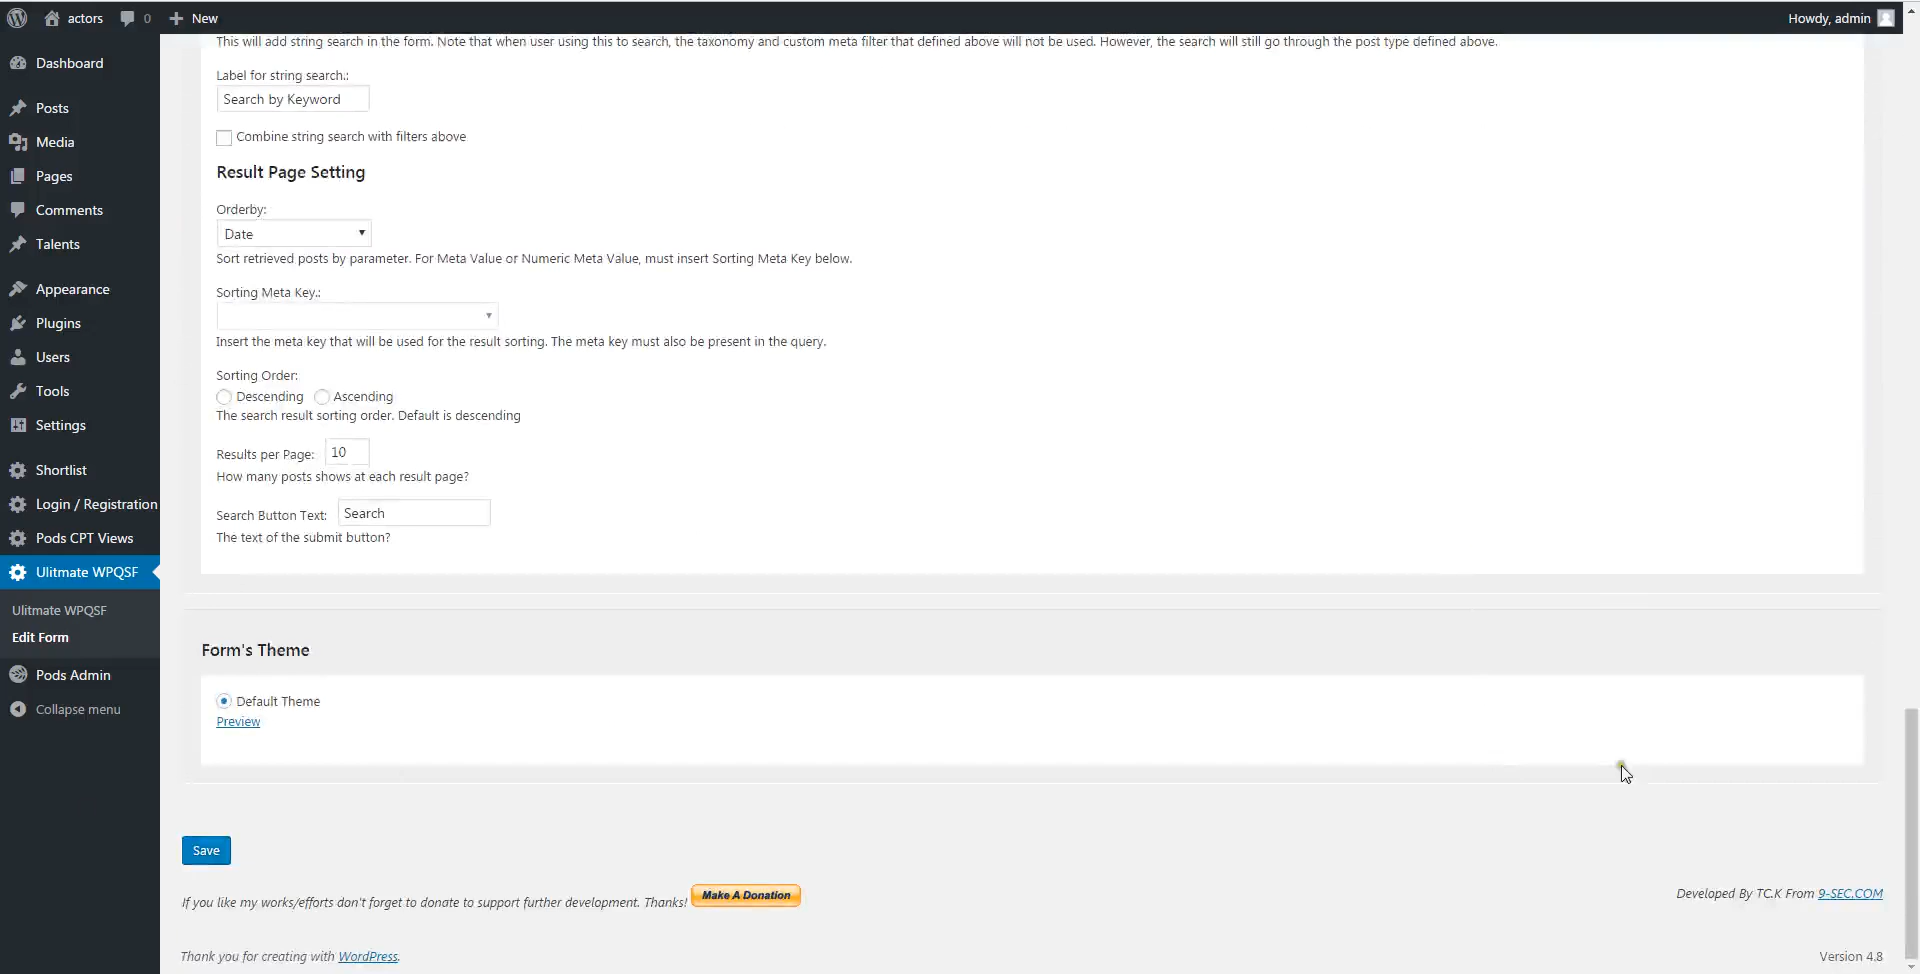 actors
0
New
Howdy, admin
Dashboard
Posts
Media
Pages
Comments
Talents
Appearance
Plugins
Users
Tools
Settings
Shortlist
Login / Registration
Pods CPT Views
Ulitmate WPQSF
Ulitmate WPQSF
Edit Form
Pods Admin
Collapse menu
This will add string search in the form. Note that when user using this to search, the taxonomy and custom meta filter that defined above will not be used. However, the search will still go through the post type defined above.
Label for string search.:
Search by Keyword
Combine string search with filters above
Result Page Setting
Orderby:
Date
Sort retrieved posts by parameter. For Meta Value or Numeric Meta Value, must insert Sorting Meta Key below.
Sorting Meta Key.:
Insert the meta key that will be used for the result sorting. The meta key must also be present in the query.
Sorting Order:
Descending Ascending
The search result sorting order. Default is descending
Results per Page: 10
How many posts shows at each result page?
Search Button Text: Search
The text of the submit button?
Form's Theme
Default Theme
Preview
Save
If you like my works/efforts don't forget to donate to support further development. Thanks! Make A Donation
Developed By TC.K From 9-SEC.COM
Thank you for creating with WordPress.
Version 4.8